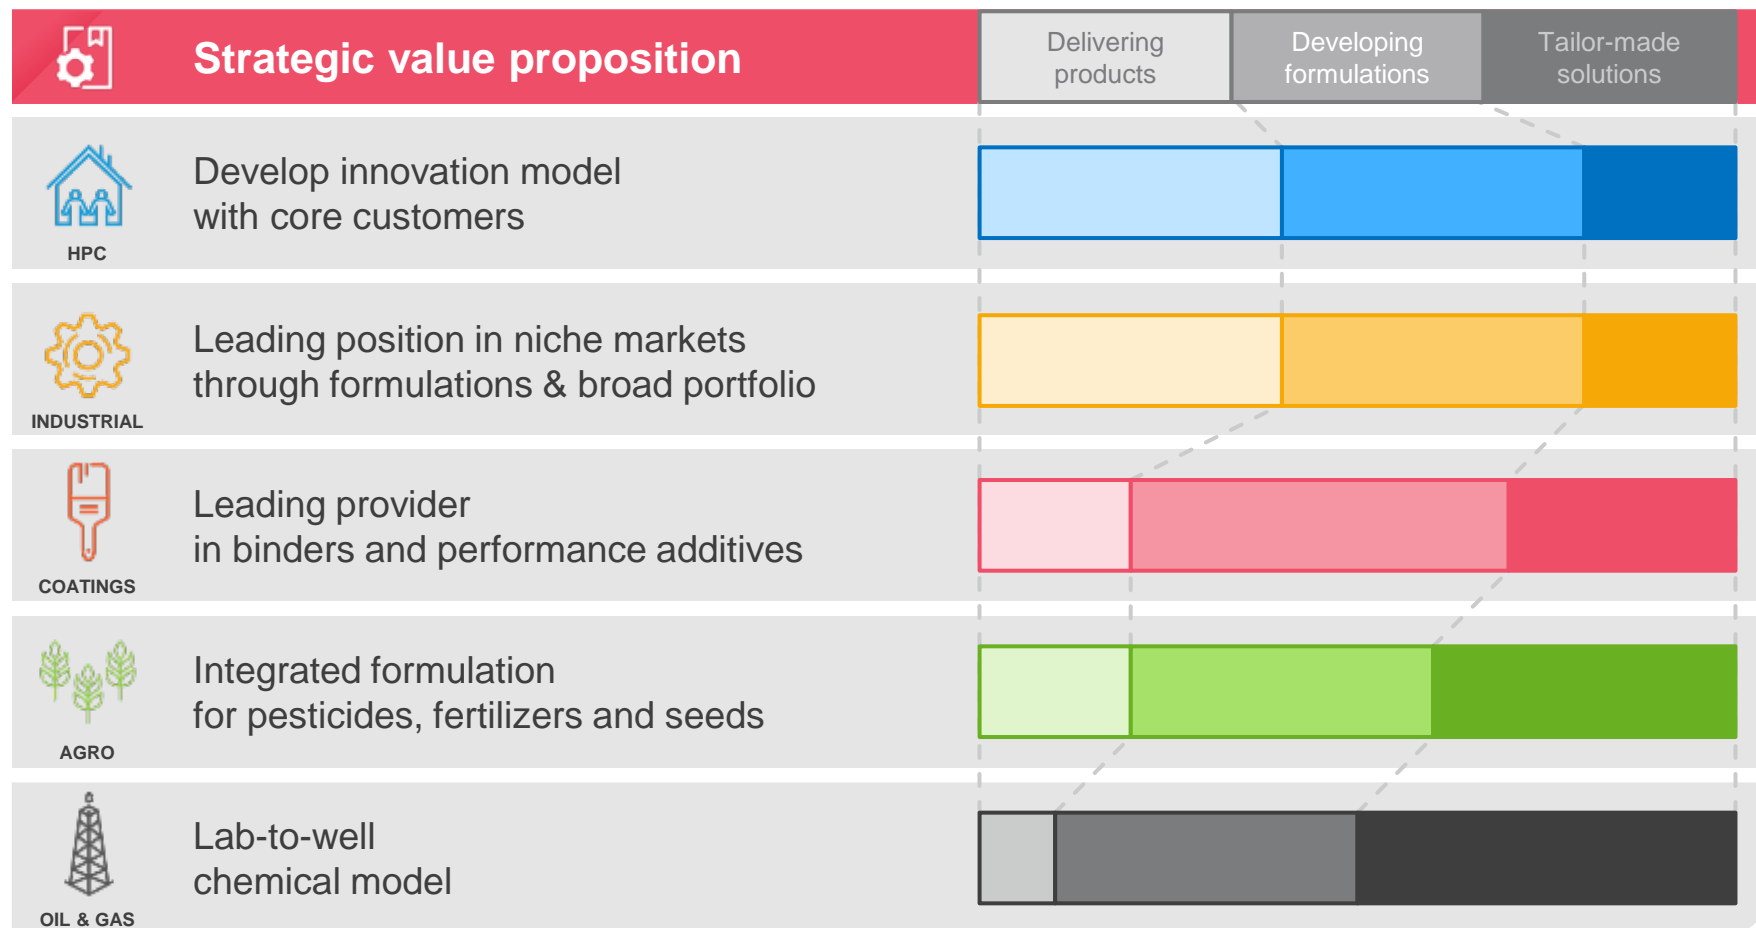 Strategic value proposition
Delivering
products
Developing
formulations
Tailor-made
solutions
Develop innovation model
with core customers
HPC
Leading position in niche markets
through formulations & broad portfolio
INDUSTRIAL
Leading provider
in binders and performance additives
COATINGS
Integrated formulation
for pesticides, fertilizers and seeds
AGRO
Lab-to-well
chemical model
OIL & GAS